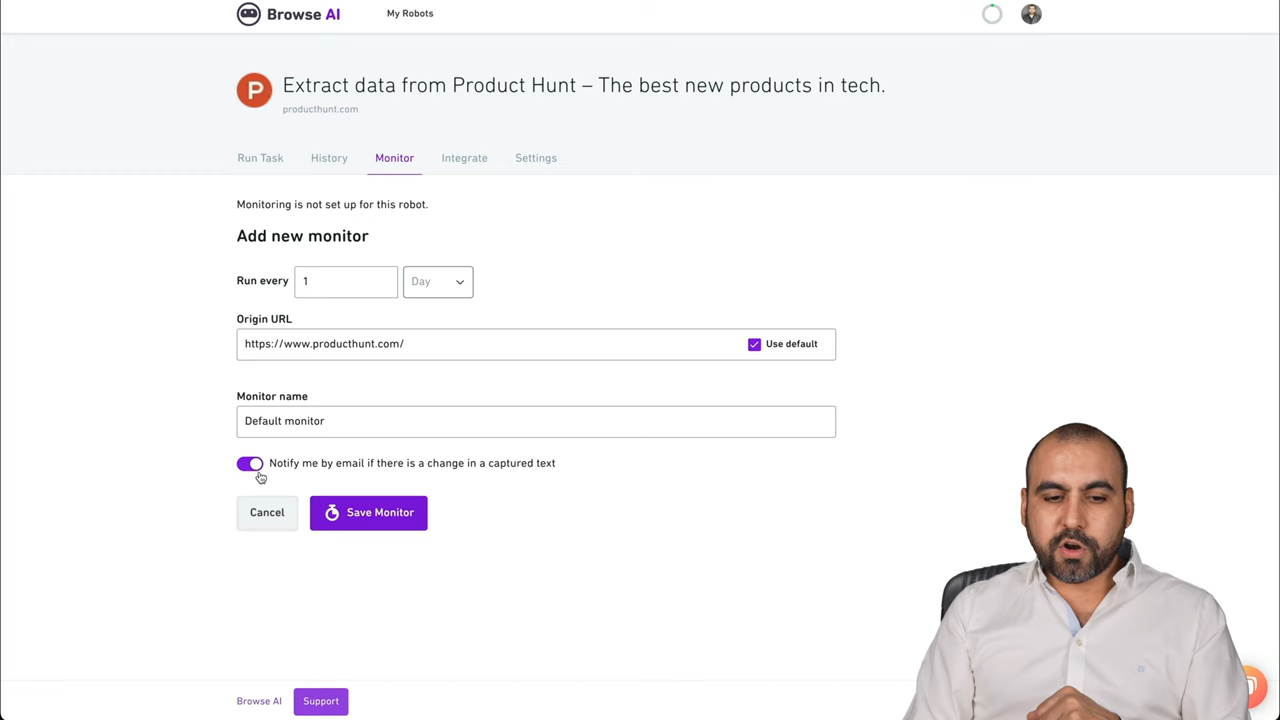 Browse AI
My Robots
P
Extract data from Product Hunt – The best new products in tech.
producthunt.com
Run Task
History
Monitor
Integrate
Settings
Monitoring is not set up for this robot.
Add new monitor
Run every
1
Day
Origin URL
https://www.producthunt.com/
Use default
Monitor name
Default monitor
Notify me by email if there is a change in a captured text
Cancel
Save Monitor
Browse AI
Support